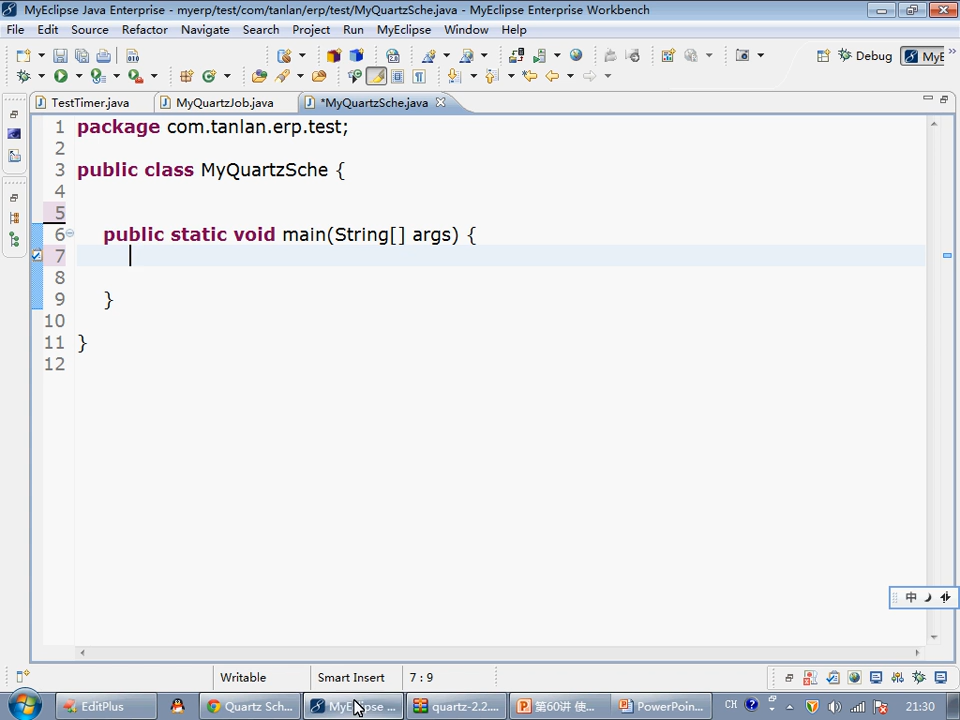 MyEclipse Java Enterprise - myerp/test/com/tanlan/erp/test/MyQuartzSche.java - MyEclipse Enterprise Workbench
File Edit Source Refactor Navigate Search Project Run MyEclipse Window Help
Debug MyE
TestTimer.java MyQuartzJob.java *MyQuartzSche.java
1 package com.tanlan.erp.test;
2
3 public class MyQuartzSche {
4
5
6 public static void main(String[] args) {
7
8
9 }
10
11 }
12
中
Writable Smart Insert 7 : 9
EditPlus Quartz Sch... MyEclipse ... quartz-2.2.... 第60讲 使... PowerPoin... CH 21:30